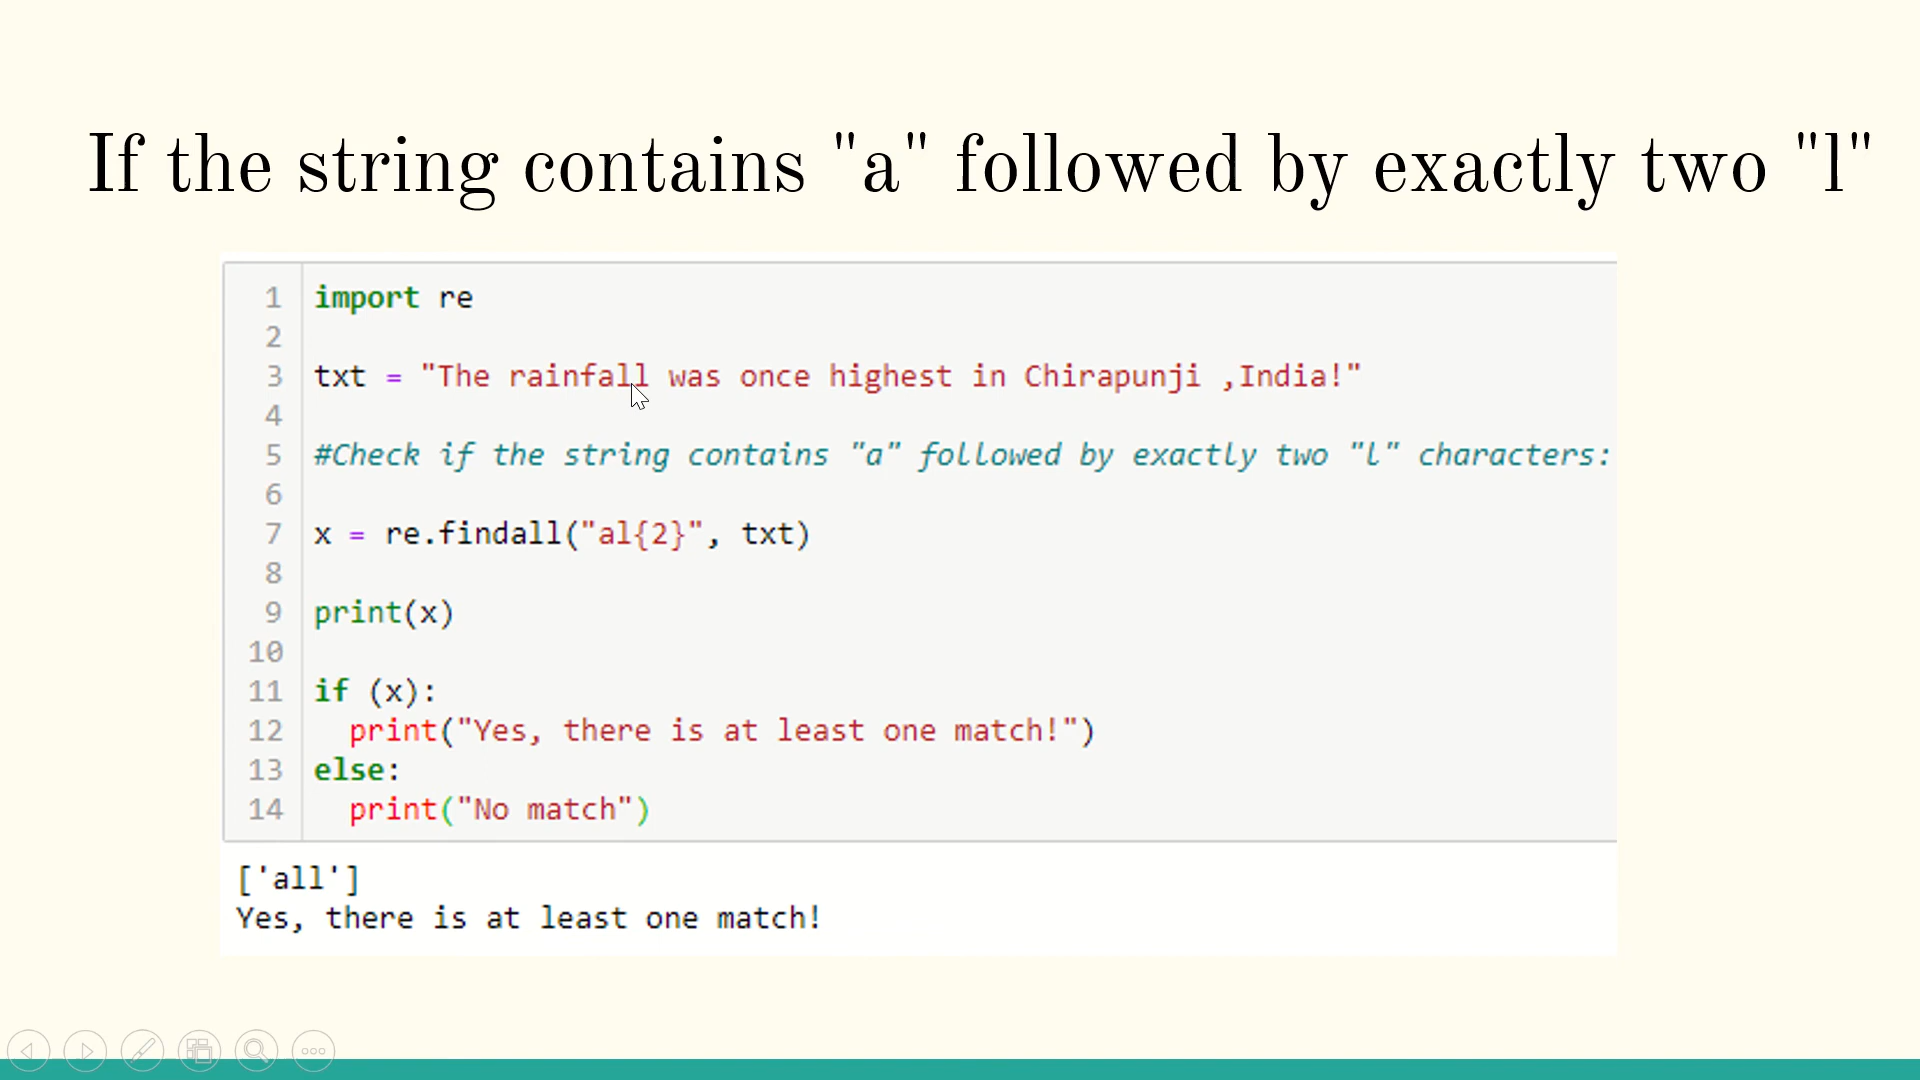 If the string contains "a" followed by exactly two "l"
1 import re
2
3 txt = "The rainfall was once highest in Chirapunji ,India!"
4
5 #Check if the string contains "a" followed by exactly two "l" characters:
6
7 x = re.findall("al{2}", txt)
8
9 print(x)
10
11 if (x):
12   print("Yes, there is at least one match!")
13 else:
14   print("No match")
['all']
Yes, there is at least one match!